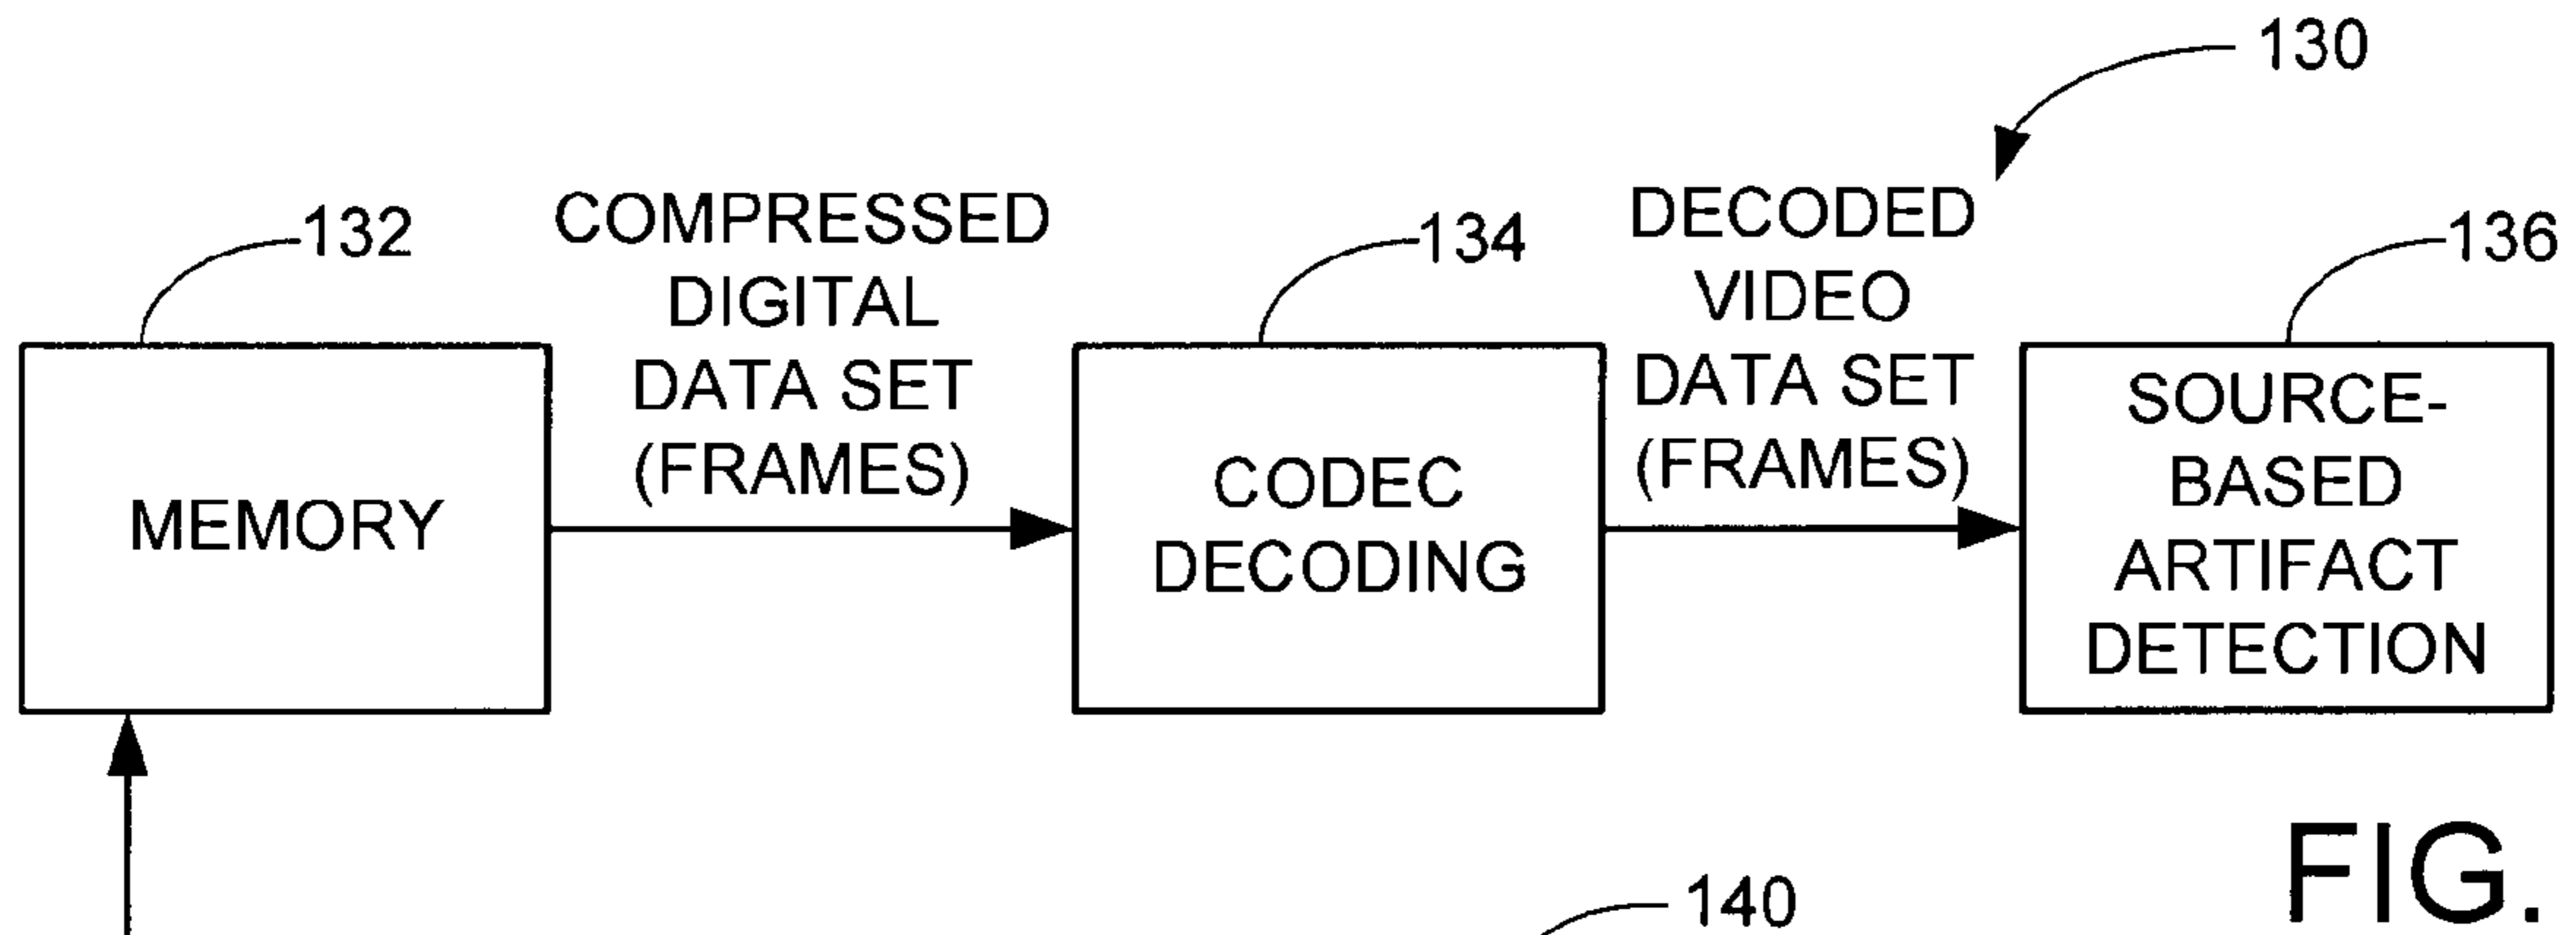 130
132
COMPRESSED
DIGITAL
DATA SET
(FRAMES)
134
DECODED
VIDEO
DATA SET
(FRAMES)
136
MEMORY
CODEC
DECODING
SOURCE-
BASED
ARTIFACT
DETECTION
FIG.
140